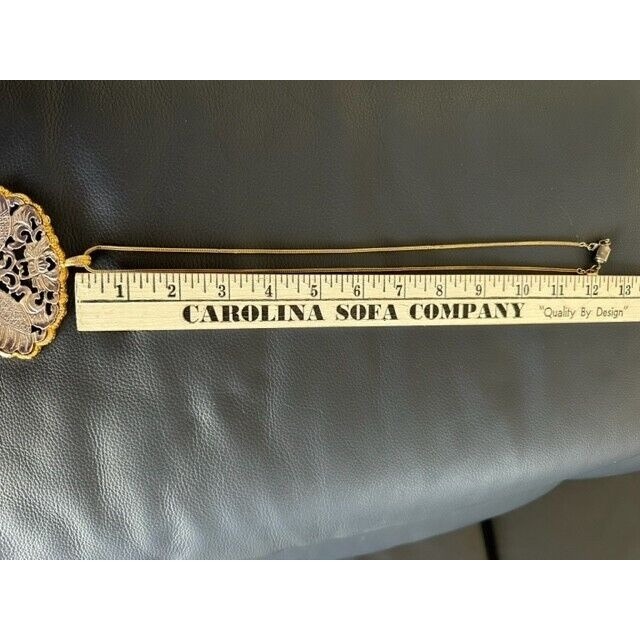 1 2 3 4 5 6 7 8 9 10 11 12 13
CAROLINA SOFA COMPANY "Quality By Design"